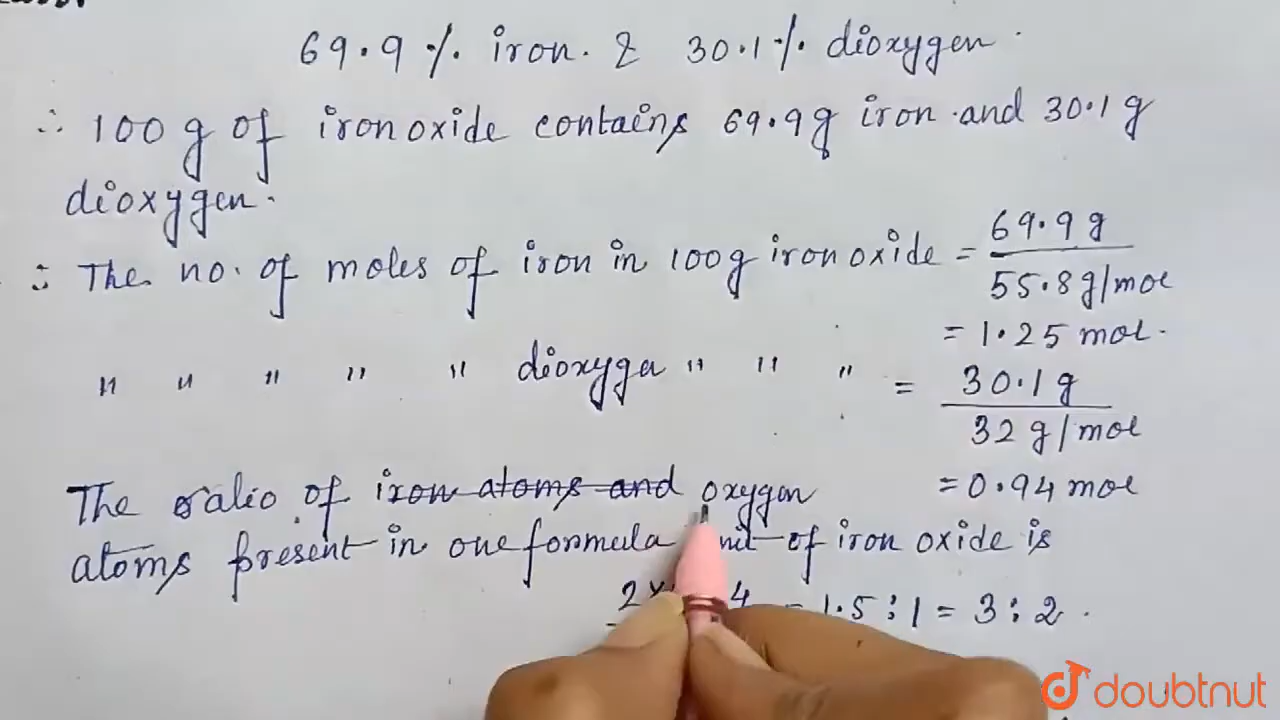 69.9 % iron. & 30.1 % dioxygen.
∴ 100 g of iron oxide contains 69.9g iron and 30.1 g
dioxygen.
∴ The no. of moles of iron in 100g iron oxide = 69.9 g / 55.8 g/mol
= 1.25 mol.
" " " " " dioxygen " " " = 30.1 g / 32 g/mol
= 0.94 mol
The ratio of iron atoms and oxygen
atoms present in one formula of iron oxide is
= 1.5 : 1 = 3 : 2 .
doubtnut